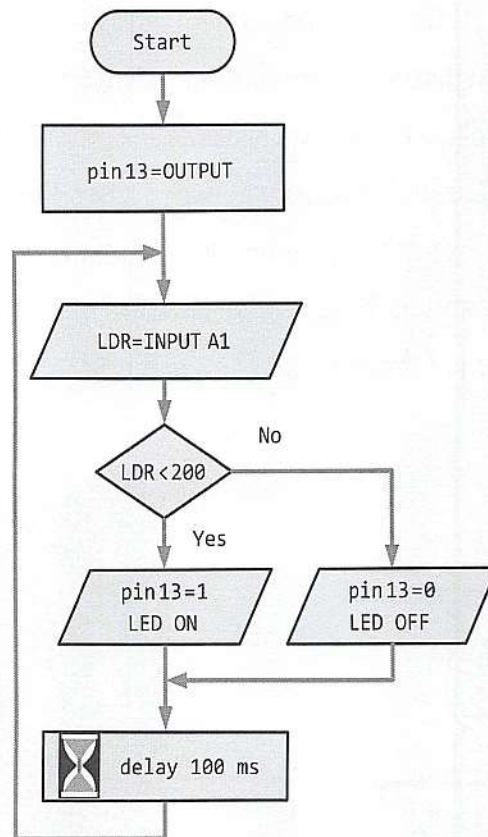 Start
pin13=OUTPUT
LDR=INPUT A1
LDR<200
No
Yes
pin13=1
LED ON
pin13=0
LED OFF
delay 100 ms